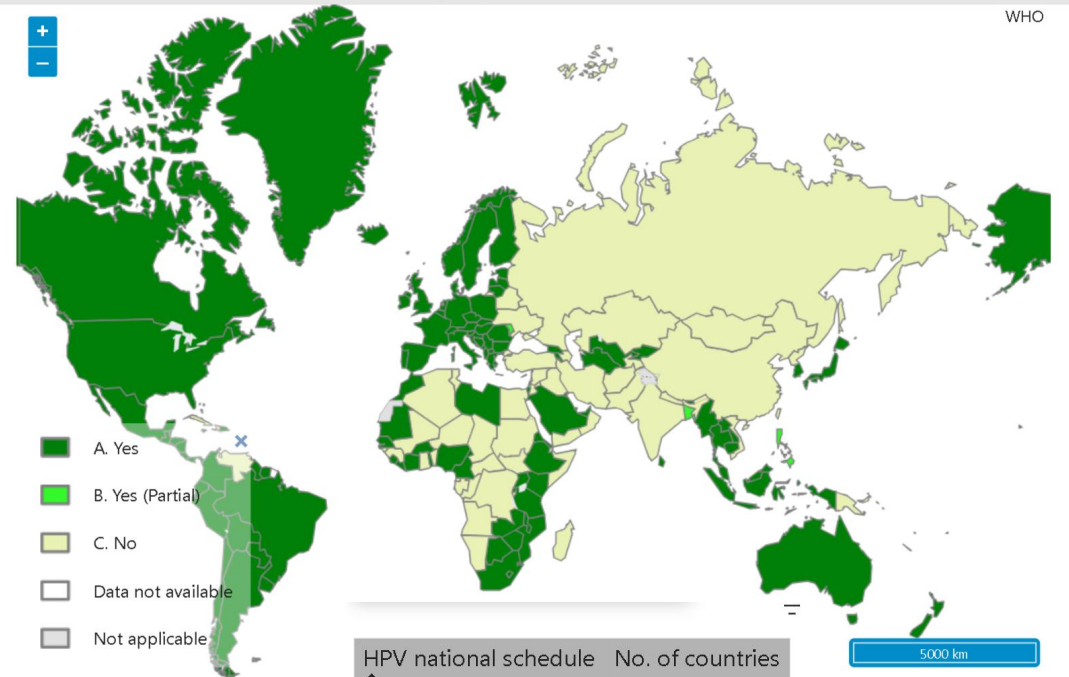 WHO
+
−
A. Yes
B. Yes (Partial)
C. No
Data not available
Not applicable
HPV national schedule No. of countries
5000 km